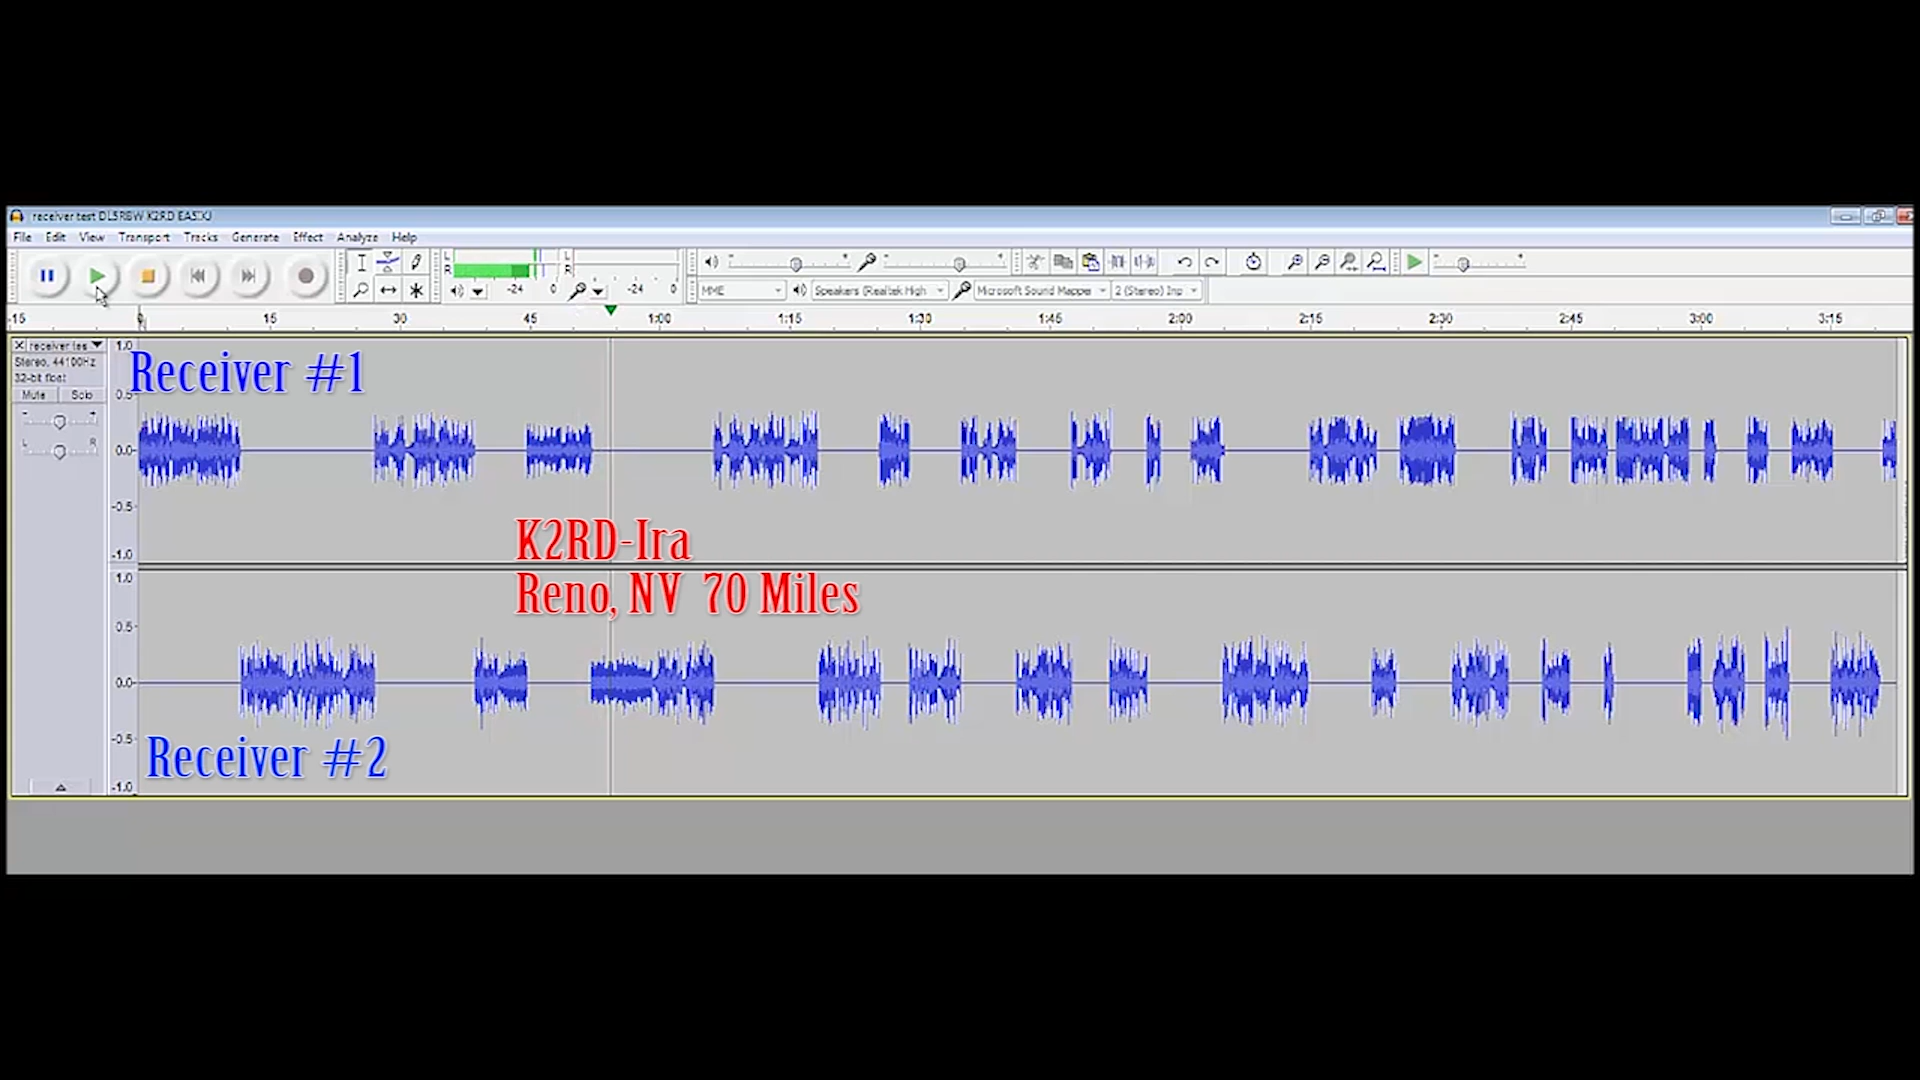 receiver test DL5RBW K2RD EA5XJ
File Edit View Transport Tracks Generate Effect Analyze Help
L
R
-24 0
L
R
-24 0
MME Speakers (Realtek High Microsoft Sound Mapper 2 (Stereo) Inp
-15 0 15 30 45 1:00 1:15 1:30 1:45 2:00 2:15 2:30 2:45 3:00 3:15
receiver tes
Stereo, 44100Hz
32-bit float
Mute Solo
- +
L R
1.0
0.5
0.0
-0.5
-1.0
Receiver #1
K2RD-Ira
Reno, NV 70 Miles
1.0
0.5
0.0
-0.5
-1.0
Receiver #2